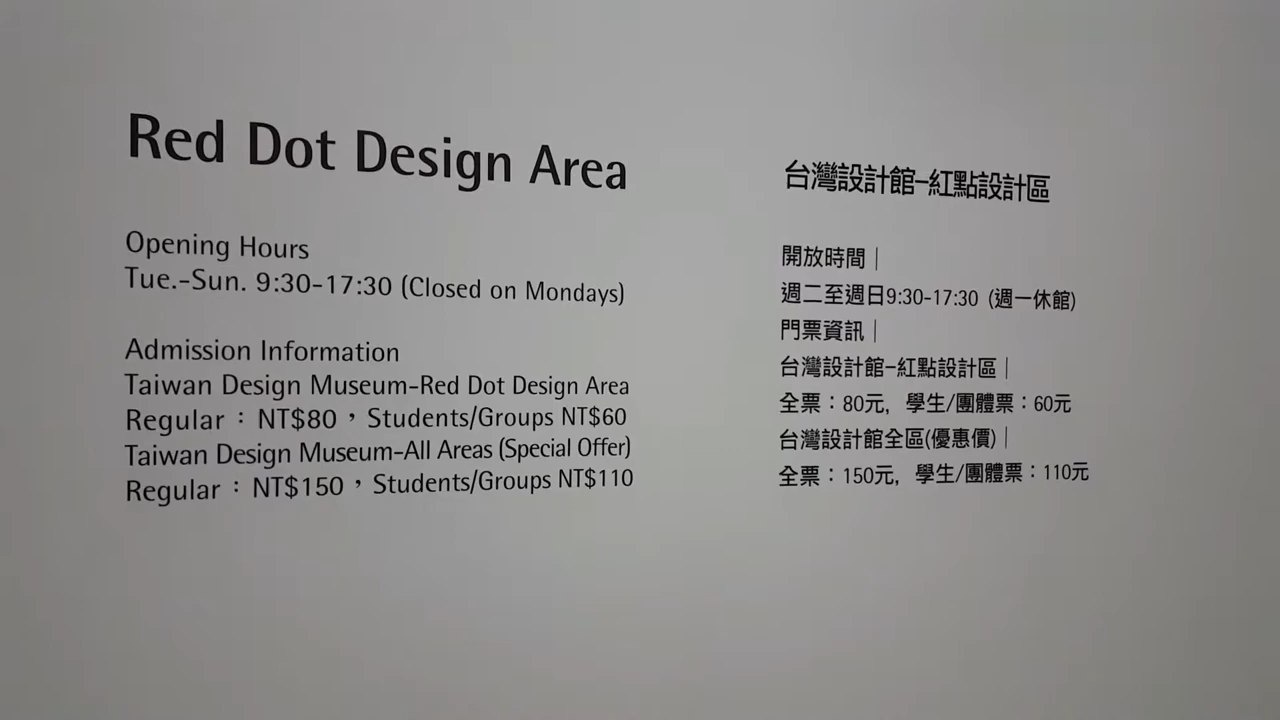 Red Dot Design Area
Opening Hours
Tue.-Sun. 9:30-17:30 (Closed on Mondays)
Admission Information
Taiwan Design Museum-Red Dot Design Area
Regular：NT$80，Students/Groups NT$60
Taiwan Design Museum-All Areas (Special Offer)
Regular：NT$150，Students/Groups NT$110
台灣設計館-紅點設計區
開放時間｜
週二至週日9:30-17:30 (週一休館)
門票資訊｜
台灣設計館-紅點設計區｜
全票：80元, 學生/團體票：60元
台灣設計館全區(優惠價)｜
全票：150元, 學生/團體票：110元